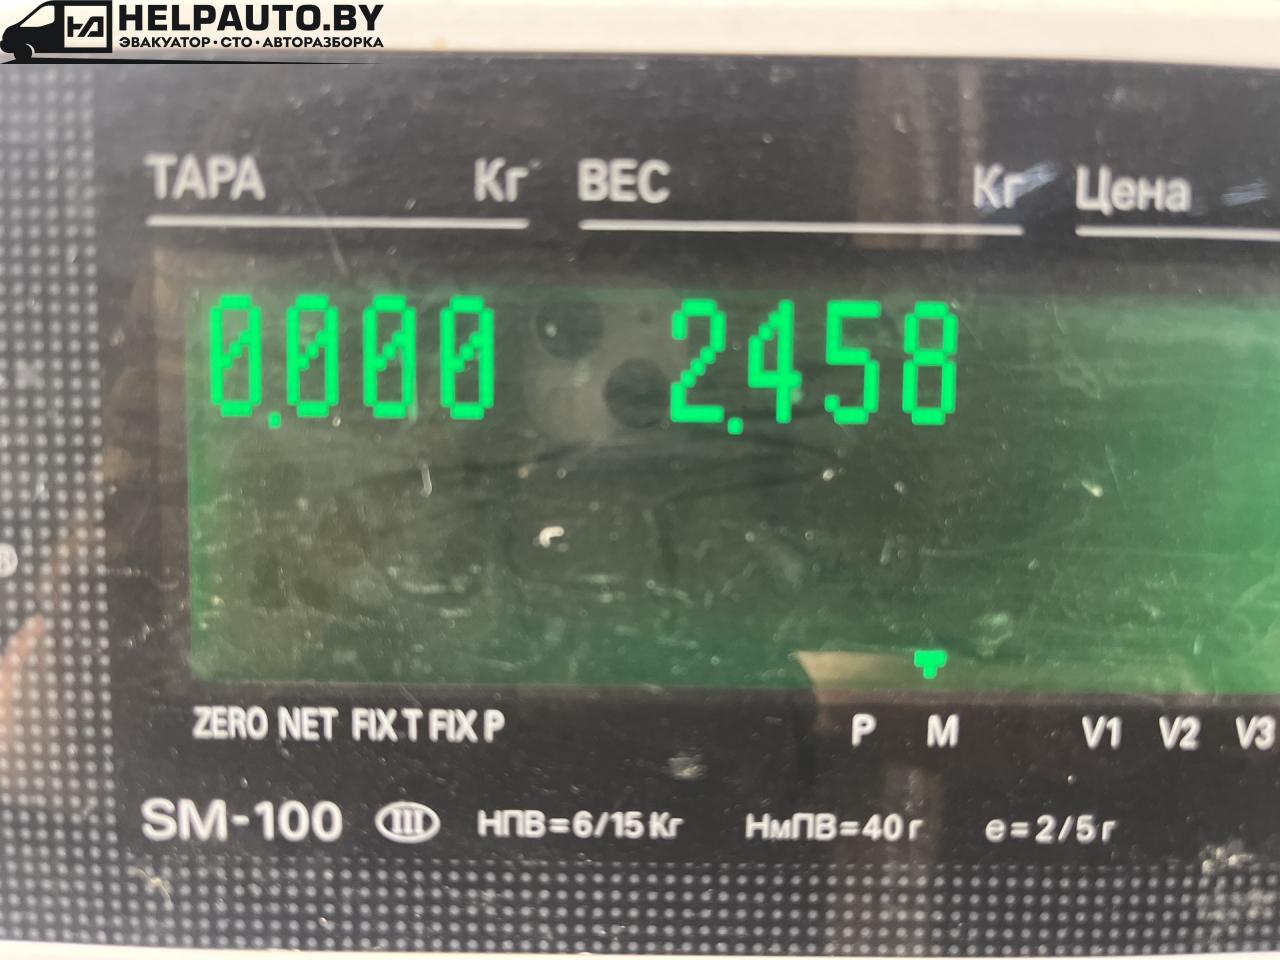 HELPAUTO.BY
ЭВАКУАТОР • СТО • АВТОРАЗБОРКА
ТАРА Кг ВЕС Кг Цена
0.000 2.458
ZERO NET FIX T FIX P P M V1 V2 V3
®
SM-100 III НПВ=6/15 Кг НмПВ=40 г е=2/5 г